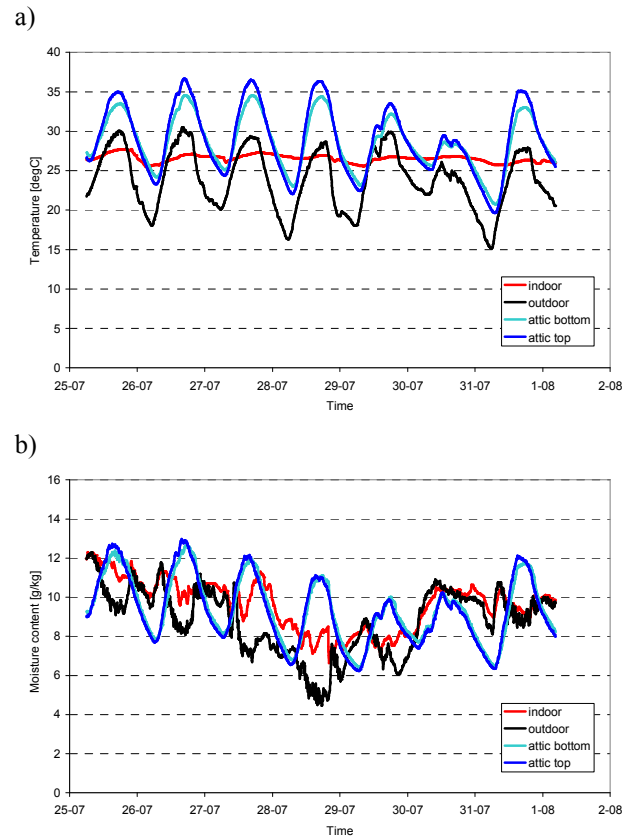 a)
40
35
30
25
20
15
10
5
0
Temperature [degC]
indoor
outdoor
attic bottom
attic top
25-07 26-07 27-07 28-07 29-07 30-07 31-07 1-08 2-08
Time
b)
16
14
12
10
8
6
4
2
0
Moisture content [g/kg]
indoor
outdoor
attic bottom
attic top
25-07 26-07 27-07 28-07 29-07 30-07 31-07 1-08 2-08
Time